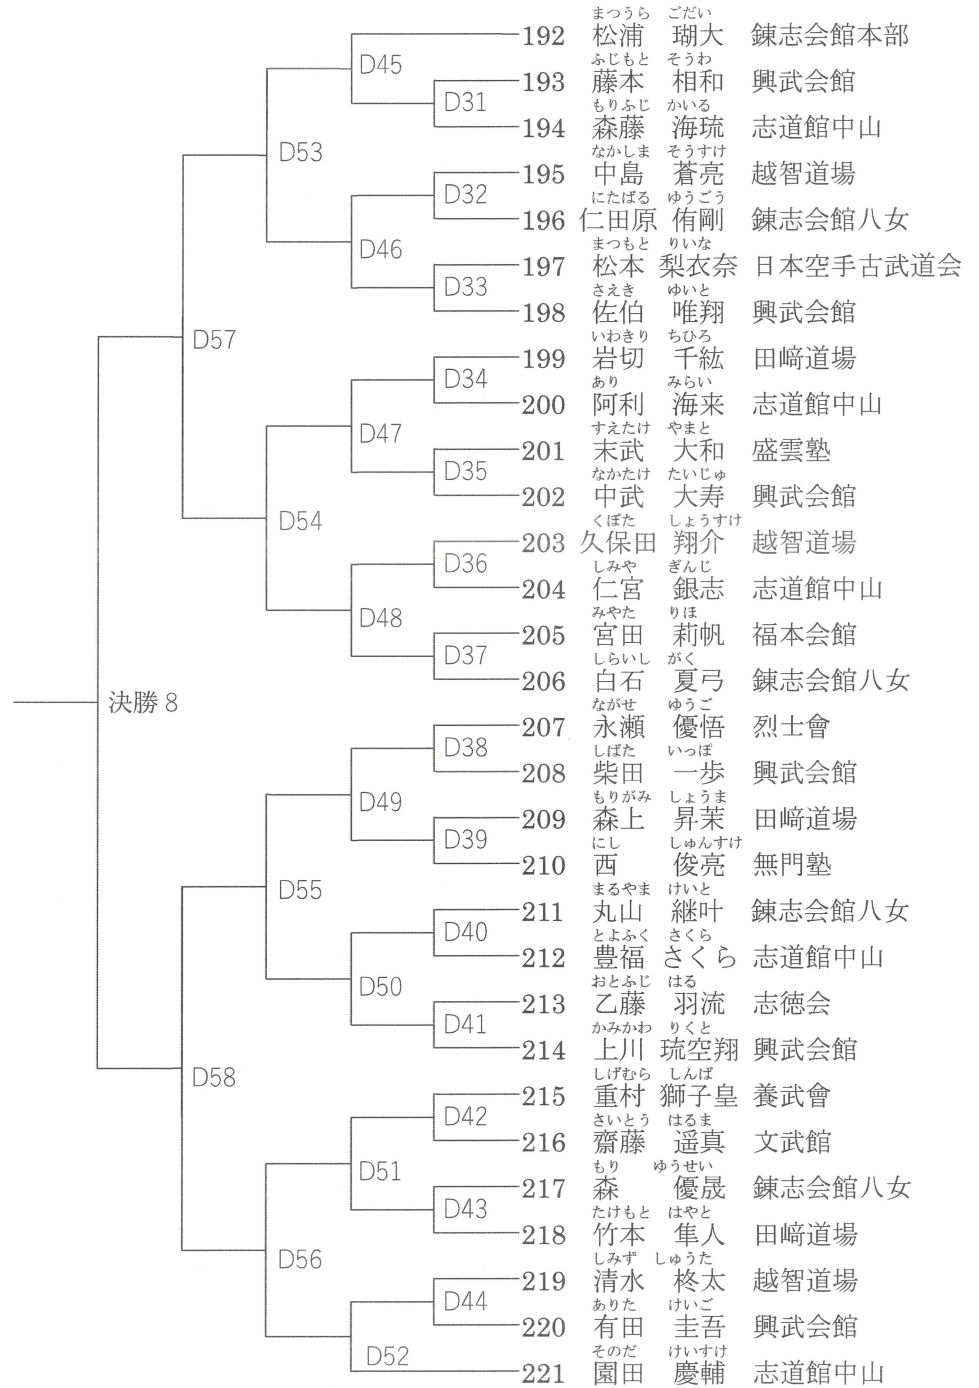 まつうら ごだい
192 松浦 瑚大 錬志会館本部
D45
ふじもと そうわ
193 藤本 相和 興武会館
D31
もりふじ かいる
194 森藤 海琉 志道館中山
D53
なかしま そうすけ
195 中島 蒼亮 越智道場
D32
にたばる ゆうごう
196 仁田原 侑剛 錬志会館八女
D46
まつもと りいな
197 松本 梨衣奈 日本空手古武道会
D33
さえき ゆいと
198 佐伯 唯翔 興武会館
D57
いわきり ちひろ
199 岩切 千紘 田﨑道場
D34
あり みらい
200 阿利 海来 志道館中山
D47
すえたけ やまと
201 末武 大和 盛雲塾
D35
なかたけ たいじゅ
202 中武 大寿 興武会館
D54
くぼた しょうすけ
203 久保田 翔介 越智道場
D36
しみや ぎんじ
204 仁宮 銀志 志道館中山
D48
みやた りほ
205 宮田 莉帆 福本会館
D37
しらいし がく
206 白石 夏弓 錬志会館八女
決勝8
ながせ ゆうご
207 永瀬 優悟 烈士會
D38
しばた いっぽ
208 柴田 一歩 興武会館
D49
もりがみ しょうま
209 森上 昇茉 田﨑道場
D39
にし しゅんすけ
210 西 俊亮 無門塾
D55
まるやま けいと
211 丸山 継叶 錬志会館八女
D40
とよふく さくら
212 豊福 さくら 志道館中山
D50
おとふじ はる
213 乙藤 羽流 志徳会
D41
かみかわ りくと
214 上川 琉空翔 興武会館
D58
しげむら しんば
215 重村 獅子皇 養武會
D42
さいとう はるま
216 齋藤 遥真 文武館
D51
もり ゆうせい
217 森 優晟 錬志会館八女
D43
たけもと はやと
218 竹本 隼人 田﨑道場
D56
しみず しゅうた
219 清水 柊太 越智道場
D44
ありた けいご
220 有田 圭吾 興武会館
D52
そのだ けいすけ
221 園田 慶輔 志道館中山